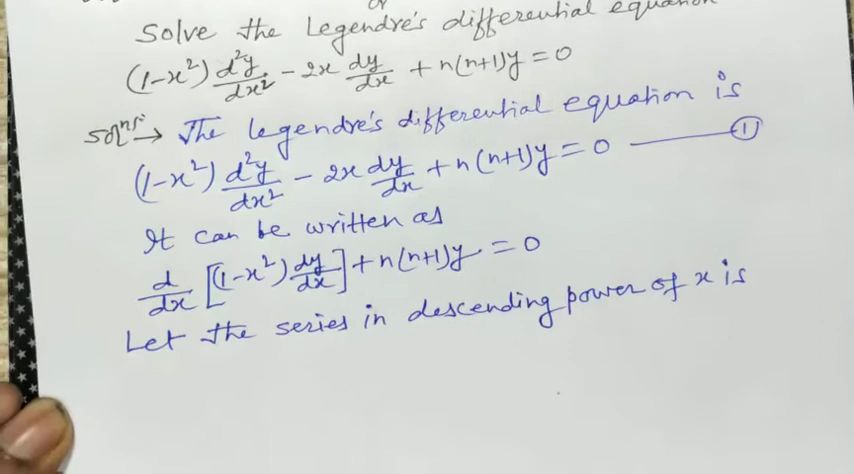 or
Solve the Legendre's differential equation
(1-x²) d²y/dx² - 2x dy/dx + n(n+1)y = 0
Solⁿ:→ The Legendre's differential equation is
(1-x²) d²y/dx² - 2x dy/dx + n(n+1)y = 0 —— ①
It can be written as
d/dx [(1-x²) dy/dx] + n(n+1)y = 0
Let the series in descending power of x is